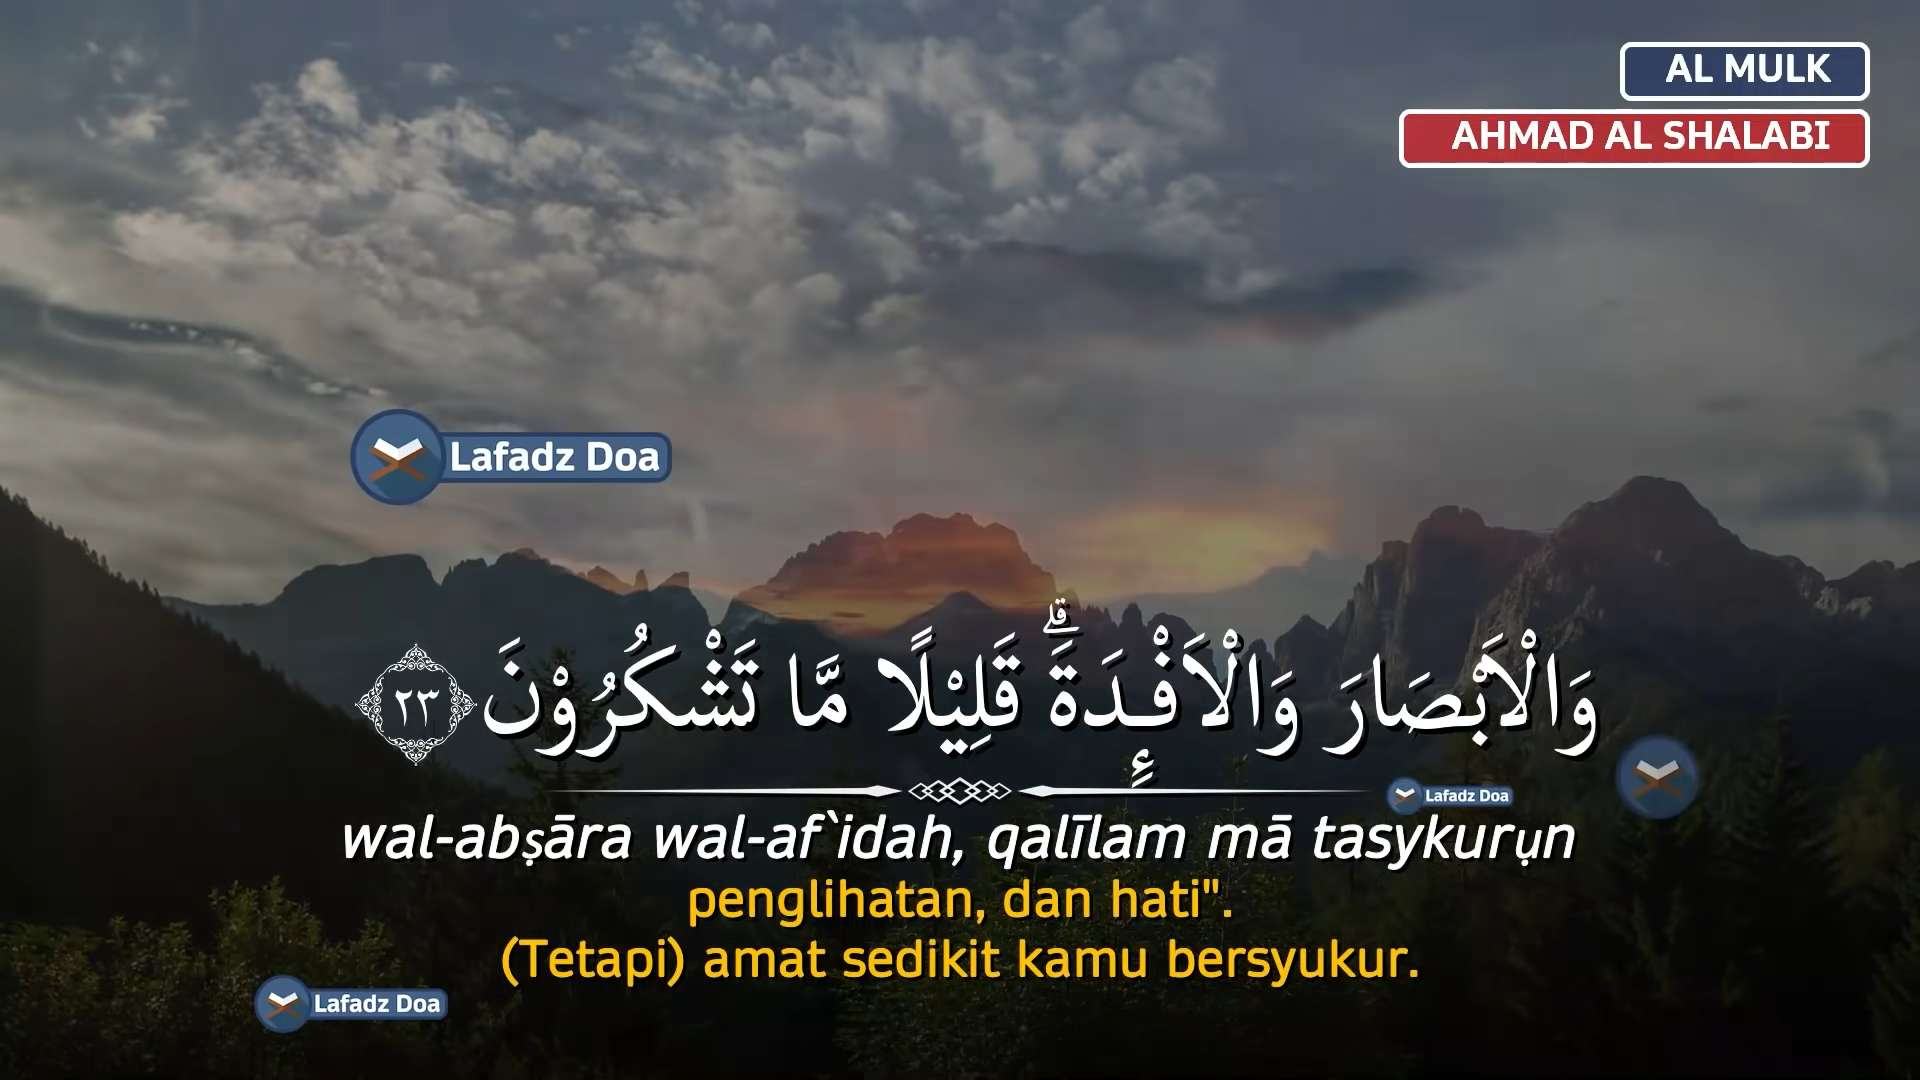 AL MULK
AHMAD AL SHALABI
Lafadz Doa
وَالْاَبْصَارَ وَالْاَفْـِٕدَةَۗ قَلِيْلًا مَّا تَشْكُرُوْنَ ٢٣
Lafadz Doa
wal-abṣāra wal-af`idah, qalīlam mā tasykurụn
penglihatan, dan hati".
(Tetapi) amat sedikit kamu bersyukur.
Lafadz Doa